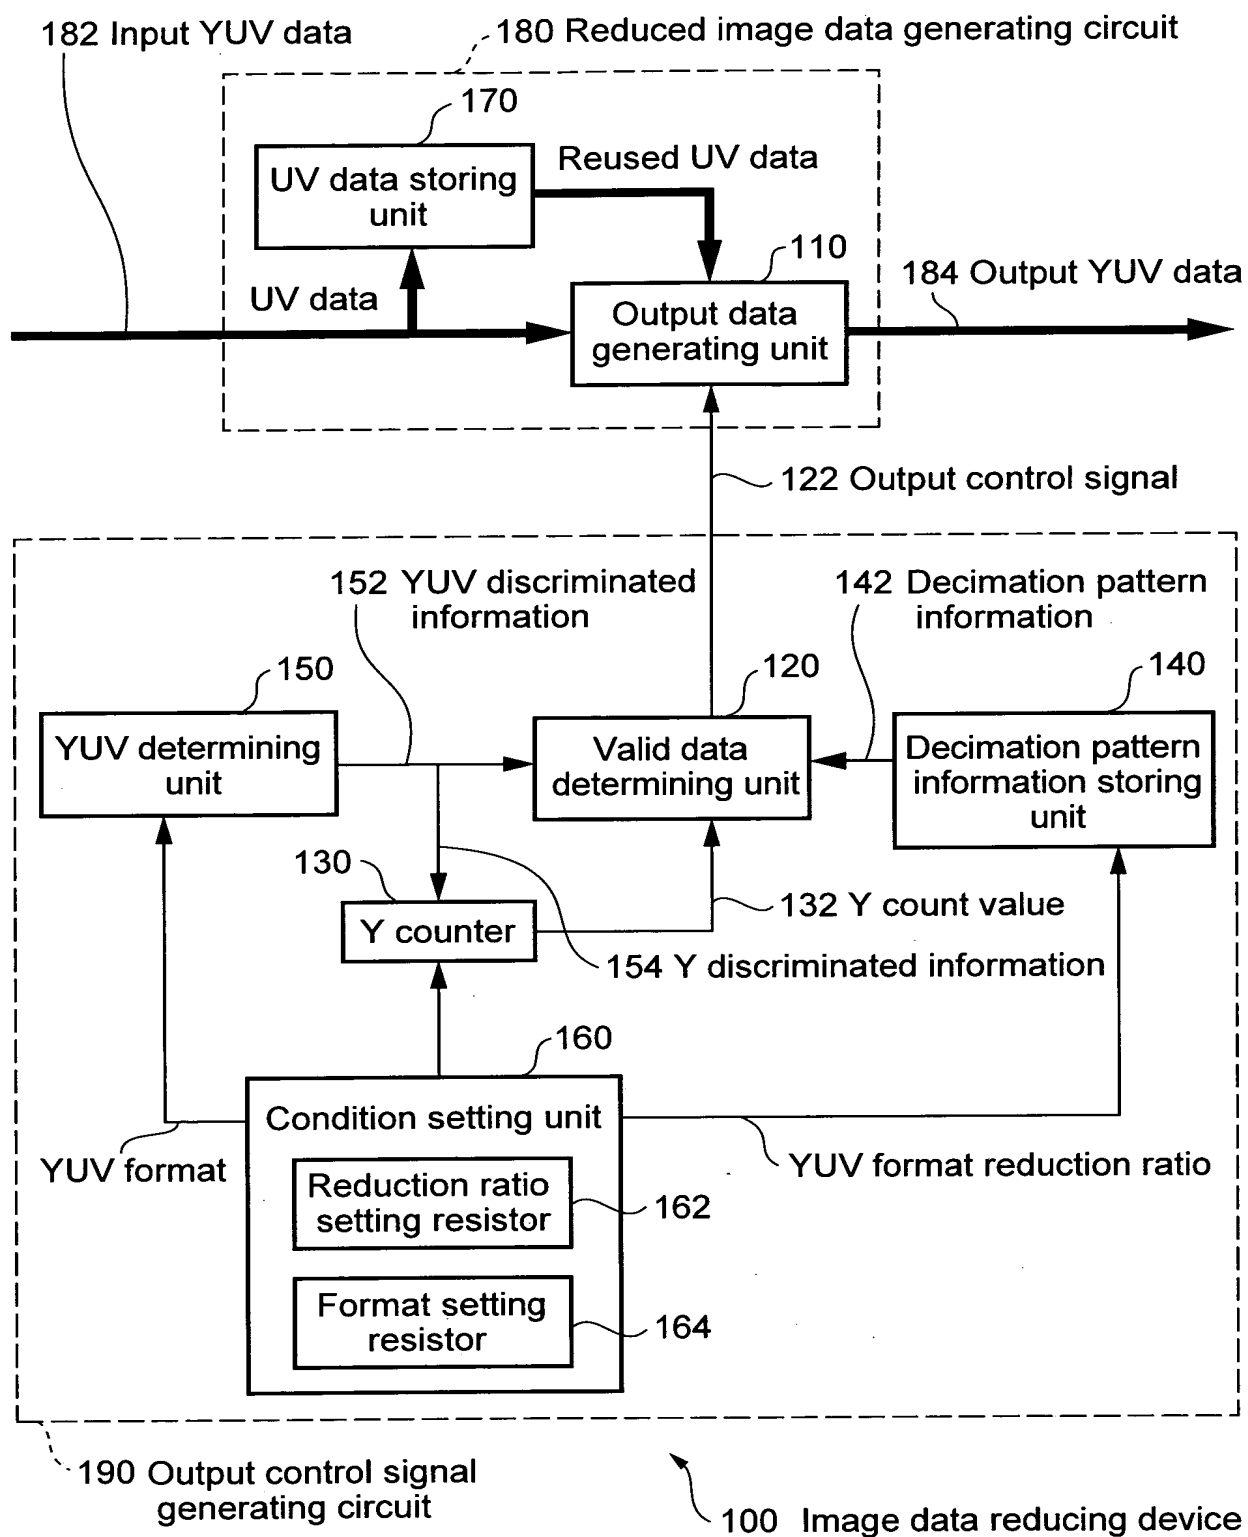 182 Input YUV data
180 Reduced image data generating circuit
170
UV data storing
unit
Reused UV data
110
UV data
Output data
generating unit
184 Output YUV data
122 Output control signal
152 YUV discriminated
information
142 Decimation pattern
information
150
120
140
YUV determining
unit
Valid data
determining unit
Decimation pattern
information storing
unit
130
Y counter
132 Y count value
154 Y discriminated information
160
Condition setting unit
YUV format
YUV format reduction ratio
Reduction ratio
setting resistor
162
Format setting
resistor
164
190 Output control signal
generating circuit
100 Image data reducing device